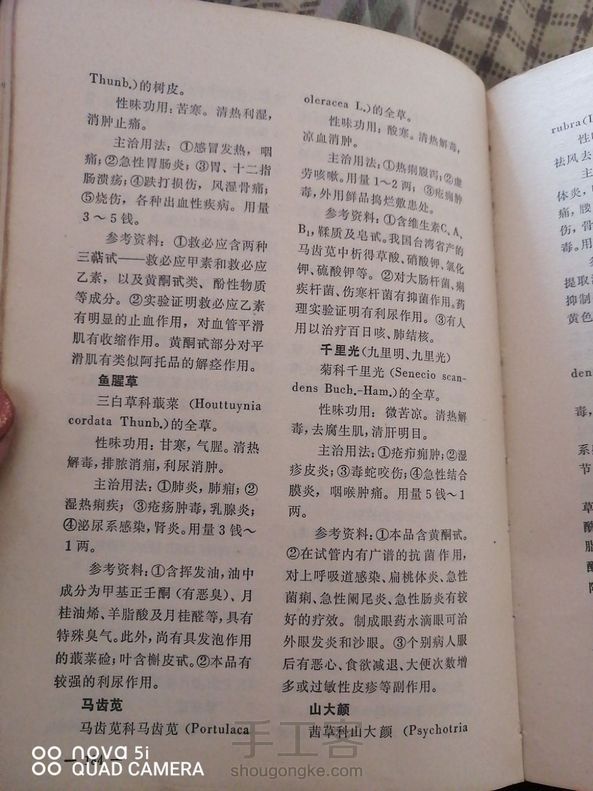 Thunb.)的树皮。
性味功用:苦寒。清热利湿,
消肿止痛。
主治用法:①感冒发热,咽
痛;②急性胃肠炎;③胃、十二指
肠溃疡;④跌打损伤,风湿骨痛;
⑤烧伤,各种出血性疾病。用量
3～5钱。
参考资料:①救必应含两种
三萜甙——救必应甲素和救必应
乙素,以及黄酮甙类、酚性物质
等成分。②实验证明救必应乙素
有明显的止血作用,对血管平滑
肌有收缩作用。黄酮甙部分对平
滑肌有类似阿托品的解痉作用。
鱼腥草
三白草科蕺菜 (Houttuynia
cordata Thunb.)的全草。
性味功用:甘寒,气腥。清热
解毒,排脓消痛,利尿消肿。
主治用法:①肺炎,肺痈;②
湿热痢疾; ③疮疡肿毒,乳腺炎;
④泌尿系感染,肾炎。用量3钱～
1两。
参考资料:①含挥发油,油中
成分为甲基正壬酮(有恶臭)、月
桂油烯、羊脂酸及月桂醛等,具有
特殊臭气。此外,尚有具发泡作用
的蕺菜硷;叶含槲皮甙。②本品有
较强的利尿作用。
马齿苋
马齿苋科马齿苋 (Portulaca
oleracea L.)的全草。
性味功用:酸寒。清热解毒,
凉血消肿。
主治用法:①热痢腹泻;②虚
劳咳嗽。用量1～2两;③疮痈肿
毒,外用鲜品捣烂敷患处。
参考资料:①含维生素C、A、
B₁,鞣质及皂甙。我国台湾省产的
马齿苋中析得草酸、硝酸钾、氯化
钾、硫酸钾等。②对大肠杆菌、痢
疾杆菌、伤寒杆菌有抑菌作用。药
理实验证明有利尿作用。③有人
用以治疗百日咳、肺结核。
千里光(九里明、九里光)
菊科千里光 (Senecio scan-
dens Buch.-Ham.)的全草。
性味功用: 微苦凉。清热解
毒,去腐生肌,清肝明目。
主治用法:①疮疖痈肿;②湿
疹皮炎;③毒蛇咬伤;④急性结合
膜炎,咽喉肿痛。用量5钱～1
两。
参考资料:①本品含黄酮甙。
②在试管内有广谱的抗菌作用,
对上呼吸道感染、扁桃体炎、急性
菌痢、急性阑尾炎、急性肠炎有较
好的疗效。 制成眼药水滴眼可治
外眼发炎和沙眼。③个别病人服
后有恶心、食欲减退、大便次数增
多或过敏性皮疹等副作用。
山大颜
茜草科山大颜 (Psychotria
rubra(L
祛风去
体炎,
痛,腰
伤,骨
毒。用
提取
抑制
黄色
den
毒,
nova 5i
QUAD CAMERA
手工客
shougongke.com